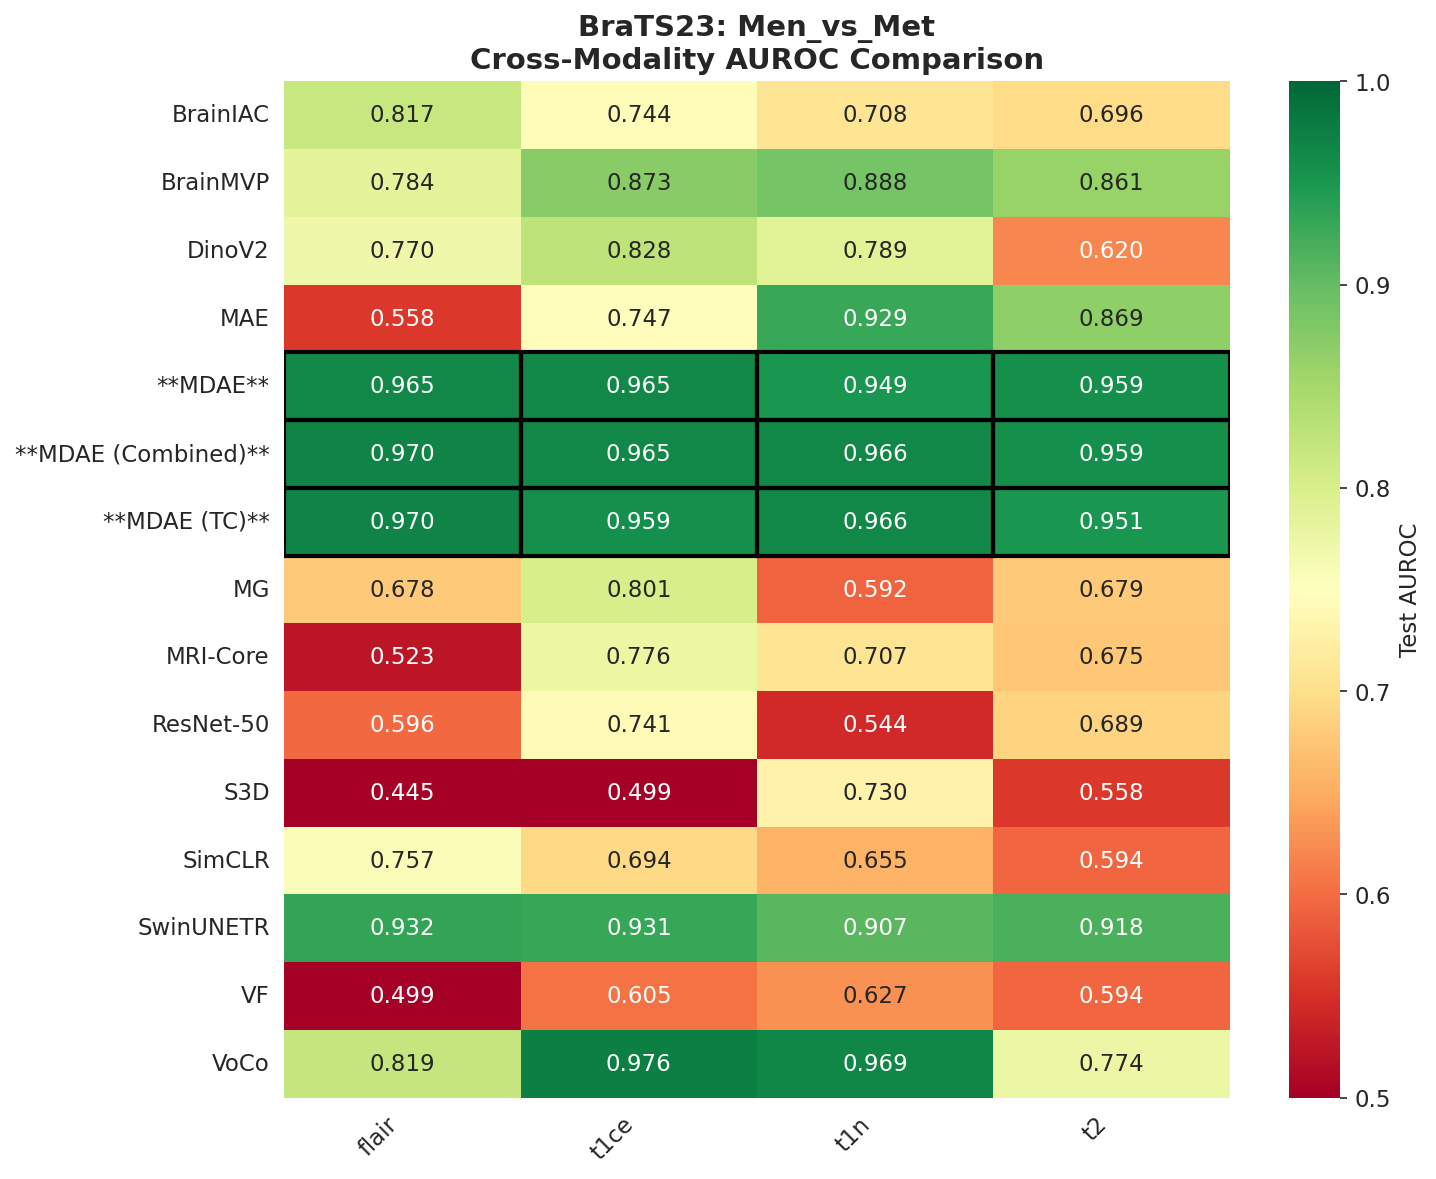 BraTS23: Men_vs_Met
Cross-Modality AUROC Comparison
BrainIAC 0.817 0.744 0.708 0.696
BrainMVP 0.784 0.873 0.888 0.861
DinoV2 0.770 0.828 0.789 0.620
MAE 0.558 0.747 0.929 0.869
**MDAE** 0.965 0.965 0.949 0.959
**MDAE (Combined)** 0.970 0.965 0.966 0.959
**MDAE (TC)** 0.970 0.959 0.966 0.951
MG 0.678 0.801 0.592 0.679
MRI-Core 0.523 0.776 0.707 0.675
ResNet-50 0.596 0.741 0.544 0.689
S3D 0.445 0.499 0.730 0.558
SimCLR 0.757 0.694 0.655 0.594
SwinUNETR 0.932 0.931 0.907 0.918
VF 0.499 0.605 0.627 0.594
VoCo 0.819 0.976 0.969 0.774
flair t1ce t1n t2
1.0
0.9
0.8
0.7
0.6
0.5
Test AUROC